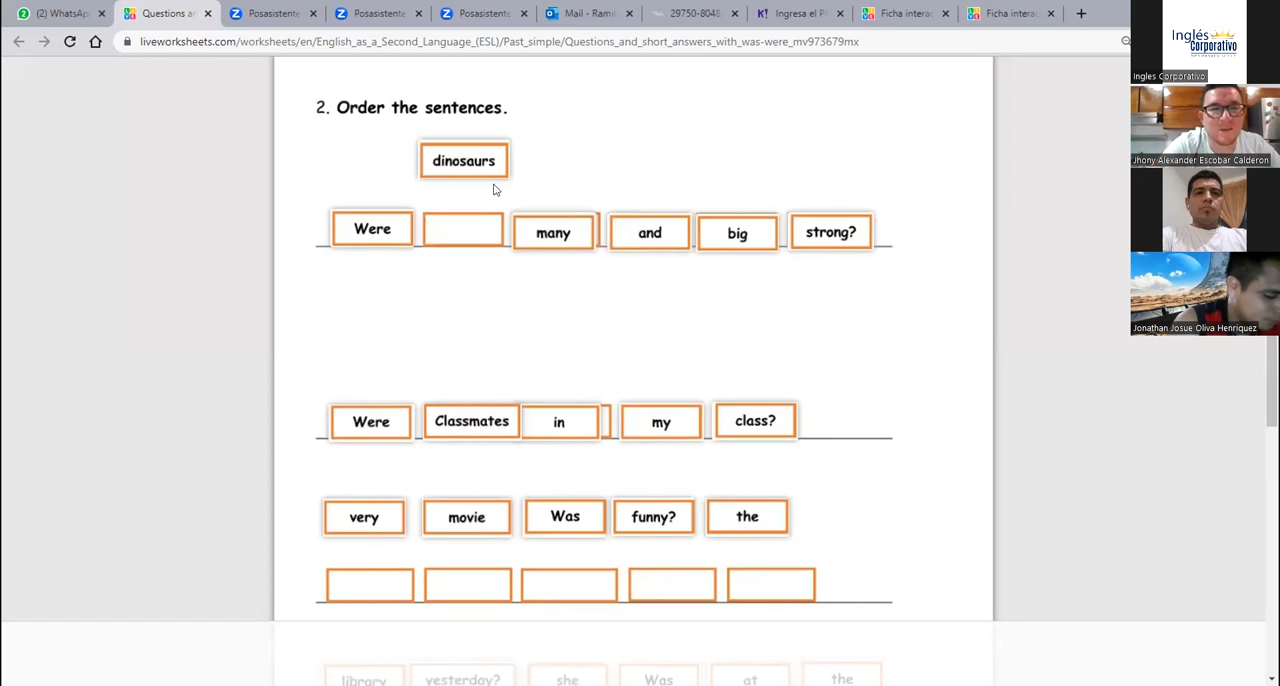 (2) WhatsAp
Questions a
Posasistente
Posasistente
Posasistente
Mail - Rami
29750-8048
Ingresa el P
Ficha interac
Ficha interac
liveworksheets.com/worksheets/en/English_as_a_Second_Language_(ESL)/Past_simple/Questions_and_short_answers_with_was-were_mv973679mx
Inglés
Corporativo
Ingles Corporativo
Jhony Alexander Escobar Calderon
Jonathan Josue Oliva Henriquez
2. Order the sentences.
dinosaurs
Were many and big strong?
Were Classmates in my class?
very movie Was funny? the
library yesterday? she Was at the